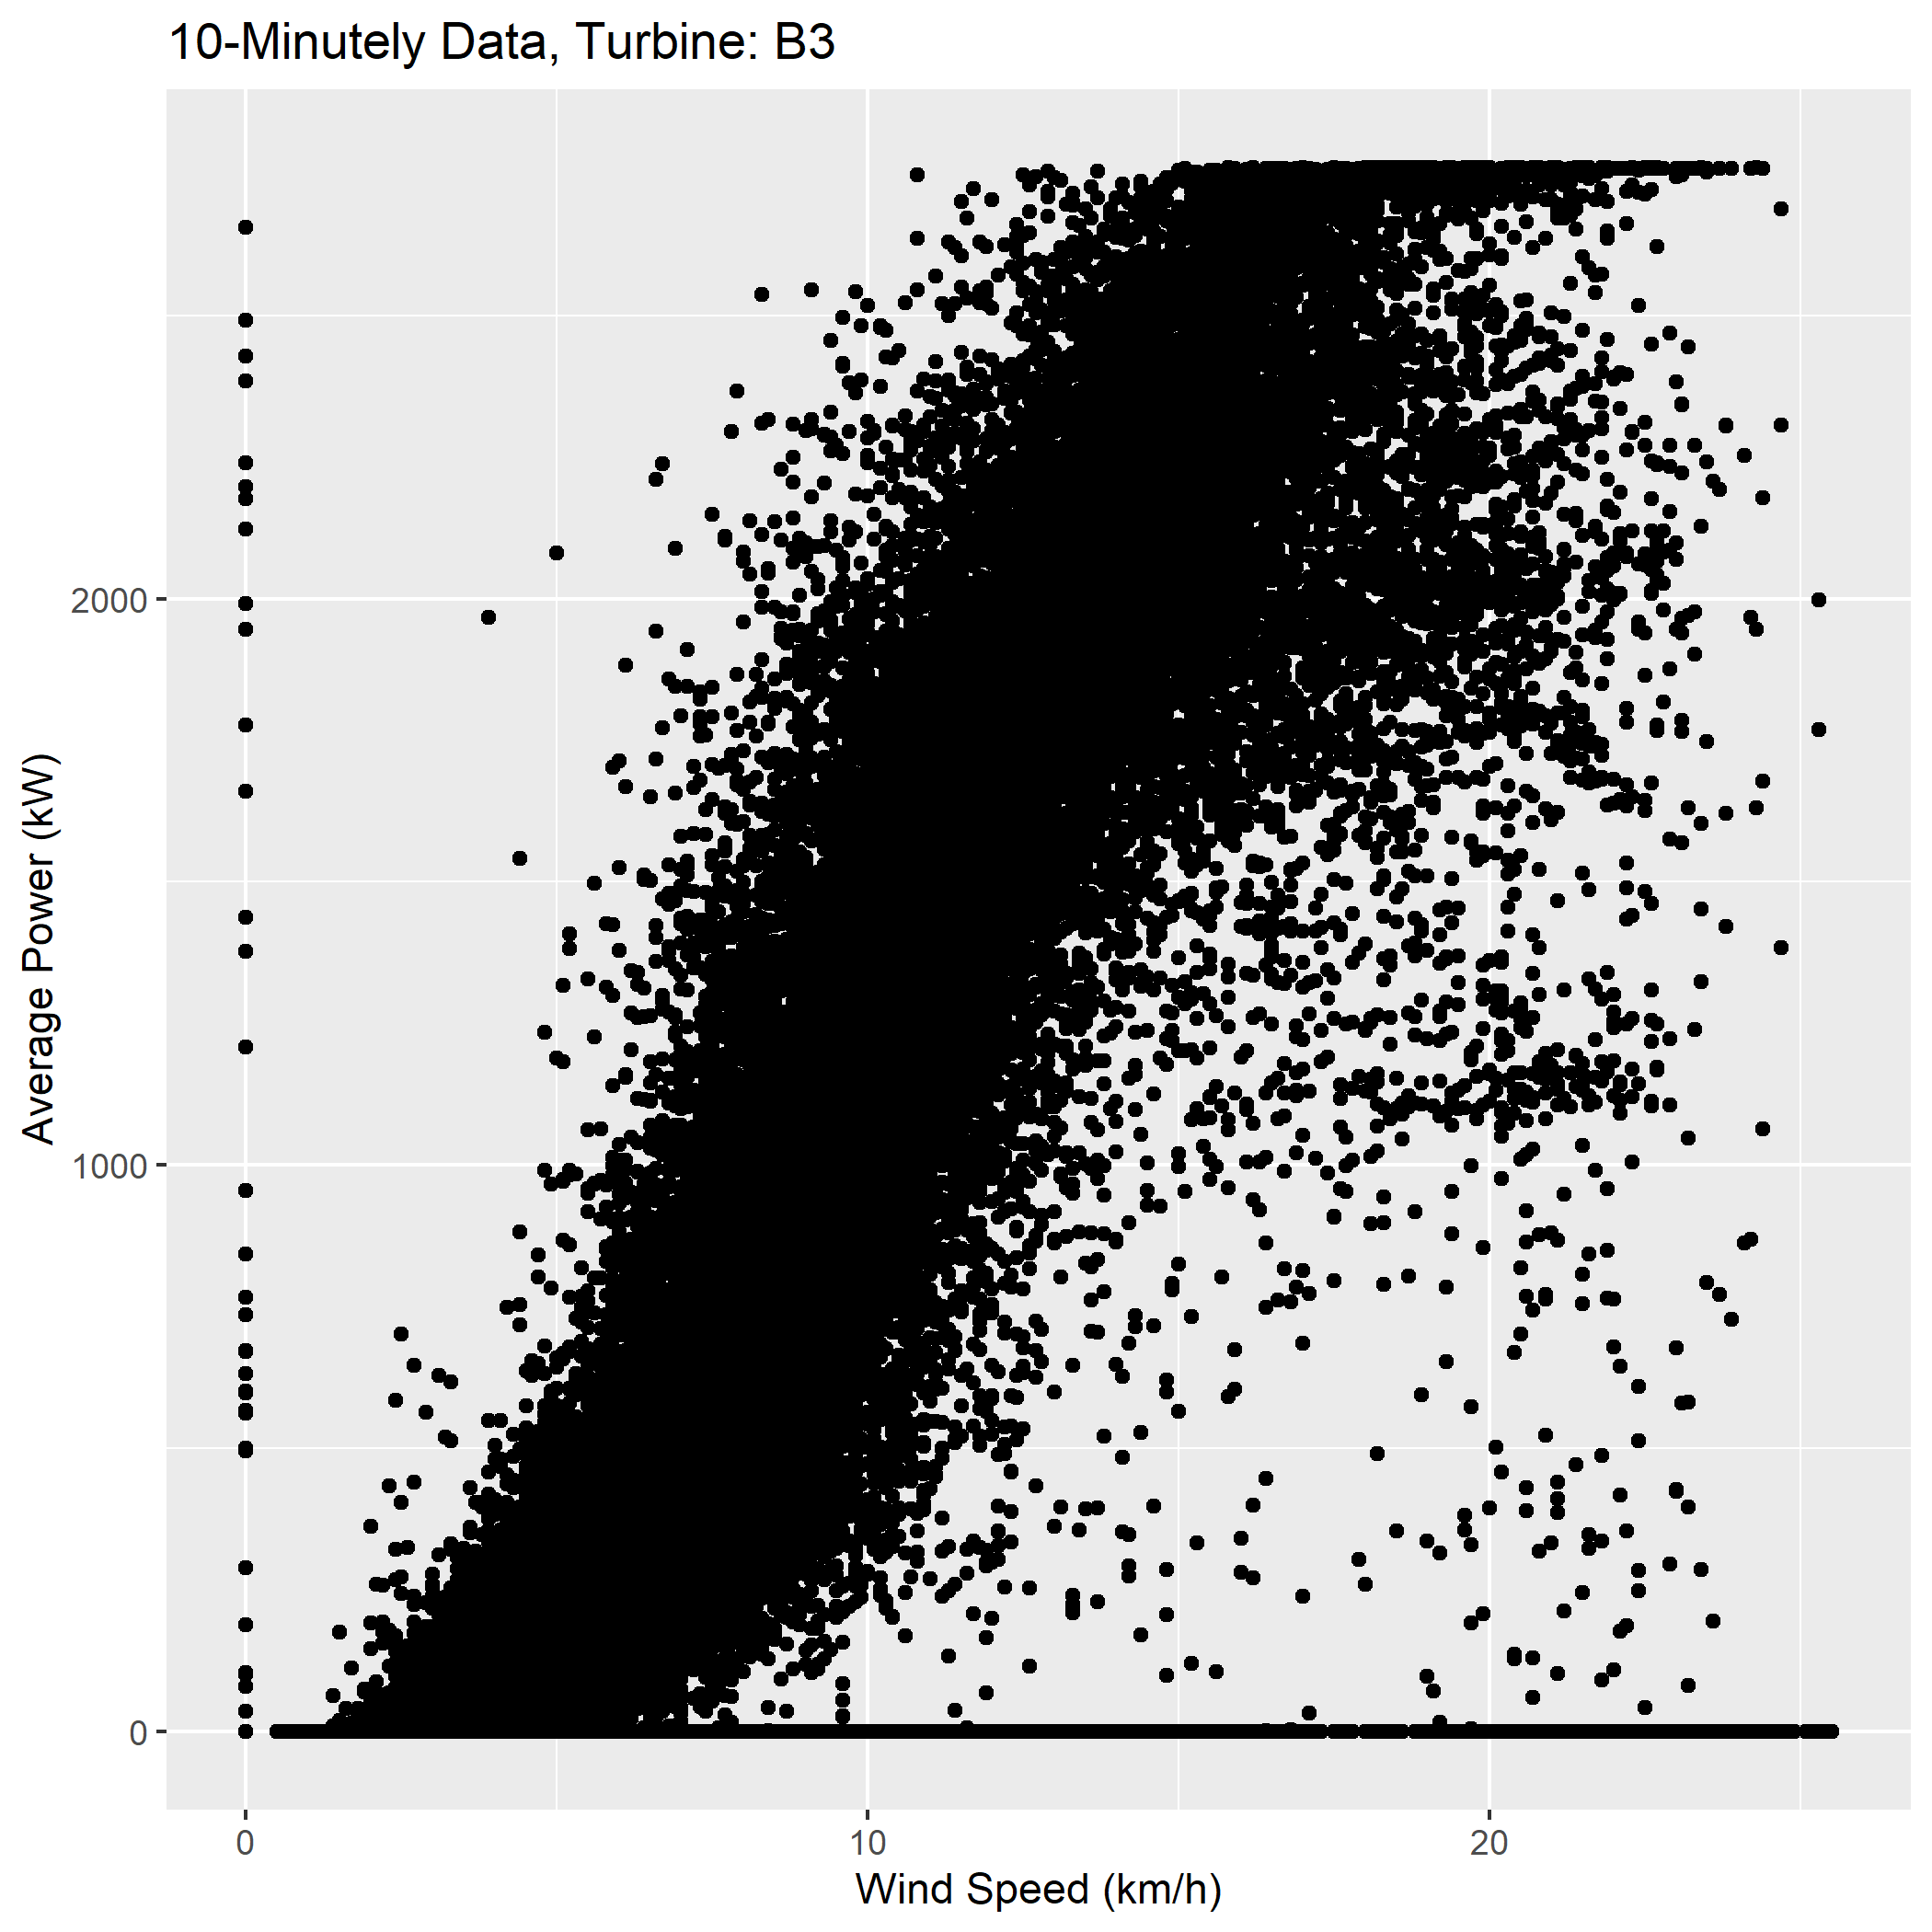 10-Minutely Data, Turbine: B3
Average Power (kW)
2000
1000
0
0 10 20
Wind Speed (km/h)